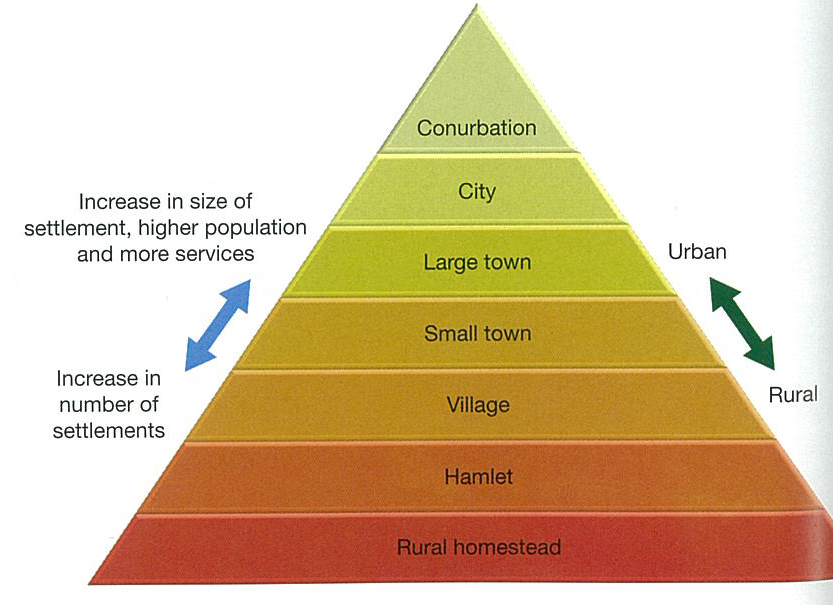 Conurbation
City
Increase in size of
settlement, higher population
and more services
Urban
Large town
Small town
Increase in
number of
settlements
Rural
Village
Hamlet
Rural homestead